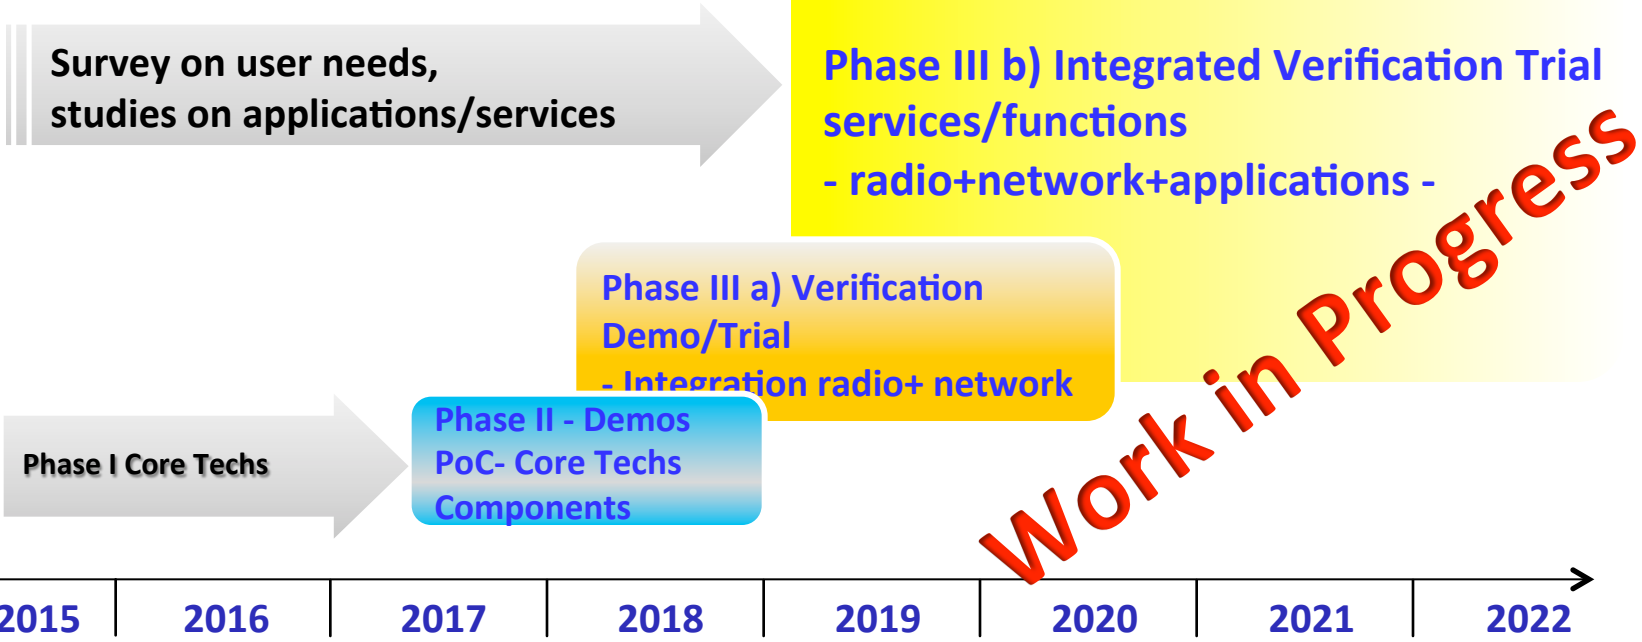 Survey on user needs,
studies on applications/services
Phase III b) Integrated Verification Trial
services/functions
- radio+network+applications -
Phase III a) Verification
Demo/Trial
- Integration radio+ network
Phase II - Demos
PoC- Core Techs
Components
Phase I Core Techs
Work in Progress
2015 2016 2017 2018 2019 2020 2021 2022